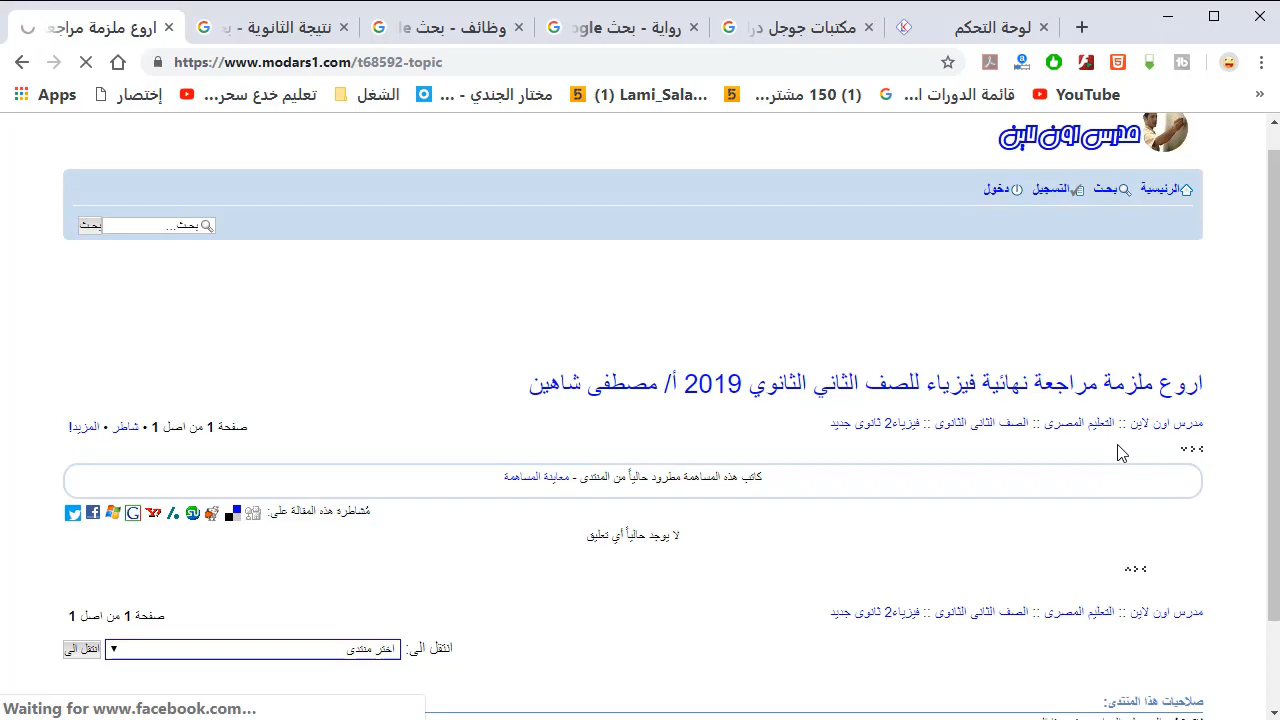 اروع ملزمة مراجع
نتيجة الثانوية - بح
وظائف - بحث gle
رواية - بحث ogle
مكتبات جوجل درا
لوحة التحكم
https://www.modars1.com/t68592-topic
Apps
إختصار
تعليم خدع سحر...
الشغل
مختار الجندي - ...
(1) Lami_Sala...
(1) 150 مشتر...
قائمة الدورات ا...
YouTube
»
مدرس اون لاين
الرئيسية
بحث
التسجيل
دخول
بحث...
بحث
اروع ملزمة مراجعة نهائية فيزياء للصف الثاني الثانوي 2019 أ/ مصطفى شاهين
مدرس اون لاين :: التعليم المصرى :: الصف الثانى الثانوى :: فيزياء2 ثانوى جديد
صفحة 1 من اصل 1 • شاطر • المزيد!
كاتب هذه المساهمة مطرود حالياً من المنتدى - معاينة المساهمة
مُشاطرة هذه المقالة على:
لا يوجد حالياً أي تعليق
مدرس اون لاين :: التعليم المصرى :: الصف الثانى الثانوى :: فيزياء2 ثانوى جديد
صفحة 1 من اصل 1
انتقل الى:
اختر منتدى
انتقل الى
صلاحيات هذا المنتدى:
Waiting for www.facebook.com...